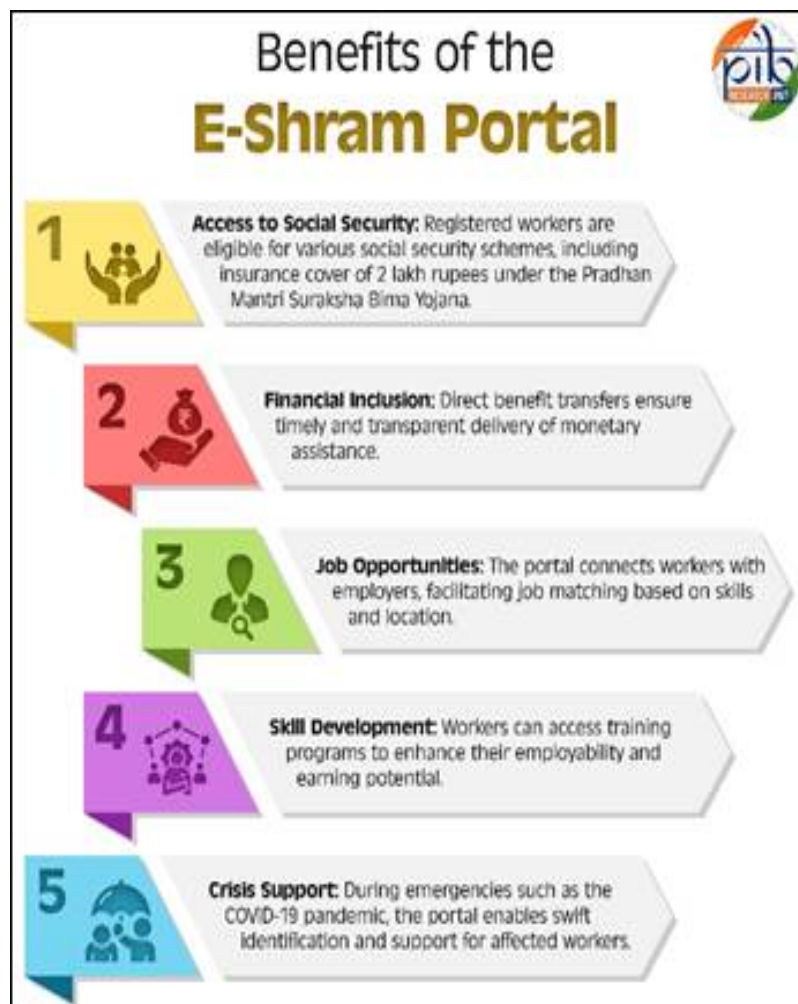 Benefits of the
E-Shram Portal
pib
RESEARCH UNIT
1
Access to Social Security: Registered workers are
eligible for various social security schemes, including
insurance cover of 2 lakh rupees under the Pradhan
Mantri Suraksha Bima Yojana.
2
₹
Financial Inclusion: Direct benefit transfers ensure
timely and transparent delivery of monetary
assistance.
3
Job Opportunities: The portal connects workers with
employers, facilitating job matching based on skills
and location.
4
Skill Development: Workers can access training
programs to enhance their employability and
earning potential.
5
Crisis Support: During emergencies such as the
COVID-19 pandemic, the portal enables swift
identification and support for affected workers.